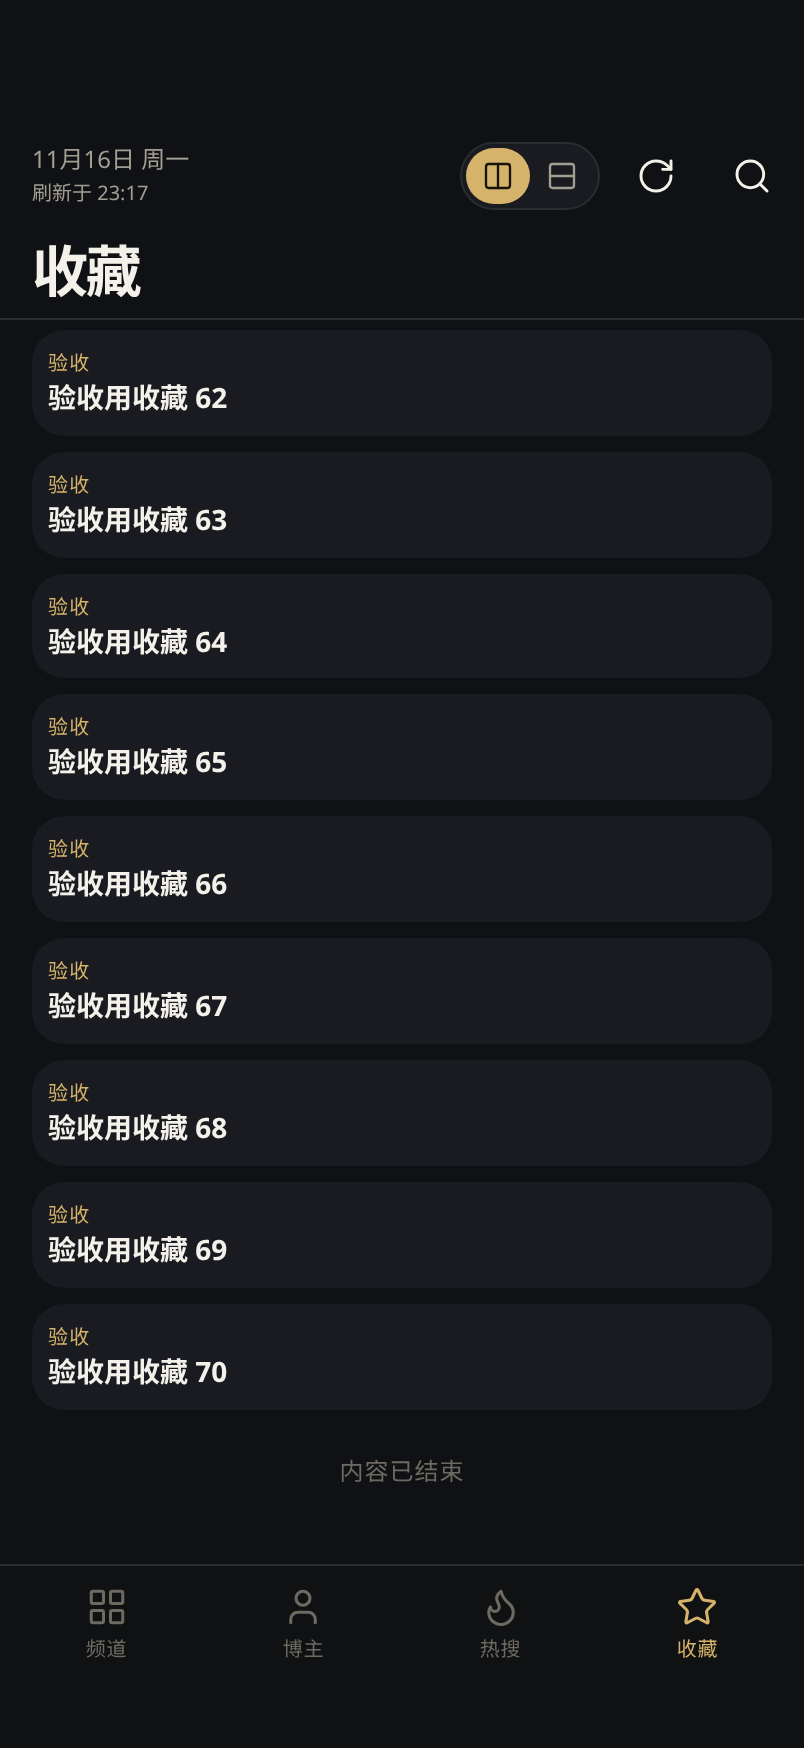 11月16日 周一
刷新于 23:17
收藏
验收
验收用收藏 62
验收
验收用收藏 63
验收
验收用收藏 64
验收
验收用收藏 65
验收
验收用收藏 66
验收
验收用收藏 67
验收
验收用收藏 68
验收
验收用收藏 69
验收
验收用收藏 70
内容已结束
频道
博主
热搜
收藏